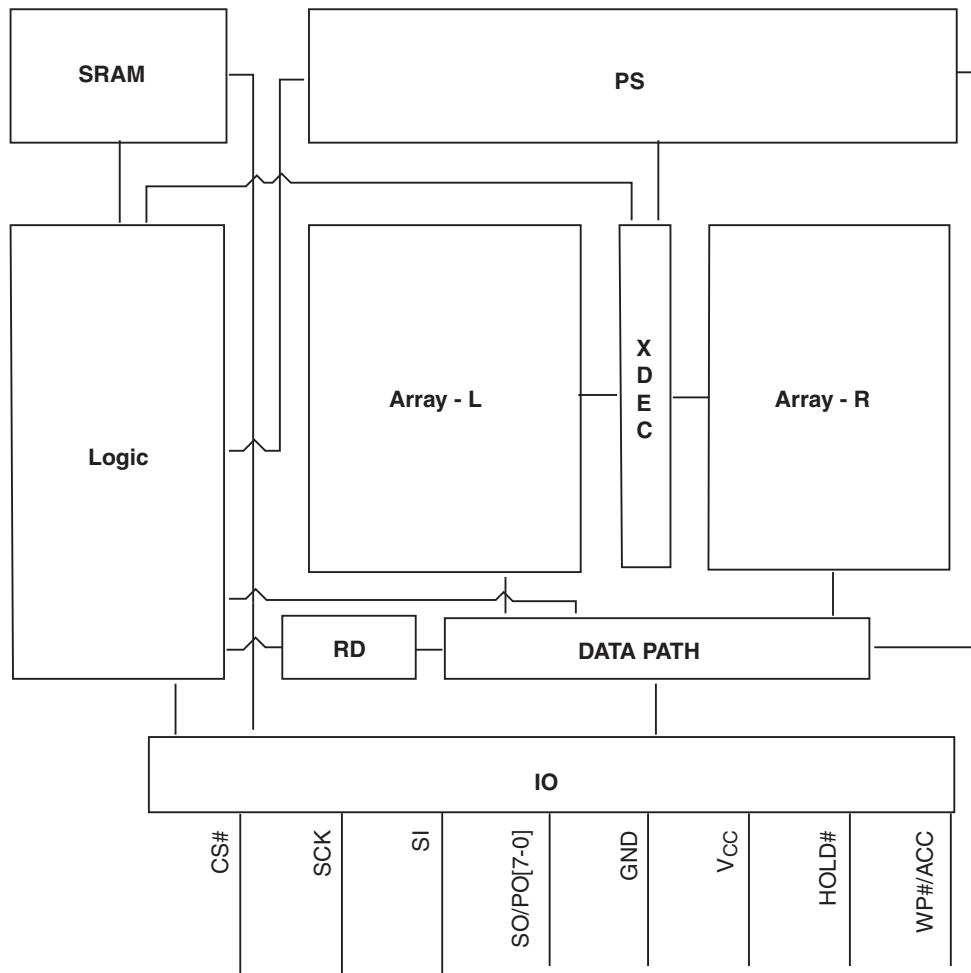 SRAM
PS
Logic
Array - L
X
D
E
C
Array - R
RD
DATA PATH
IO
CS#
SCK
SI
SO/PO[7-0]
GND
VCC
HOLD#
WP#/ACC